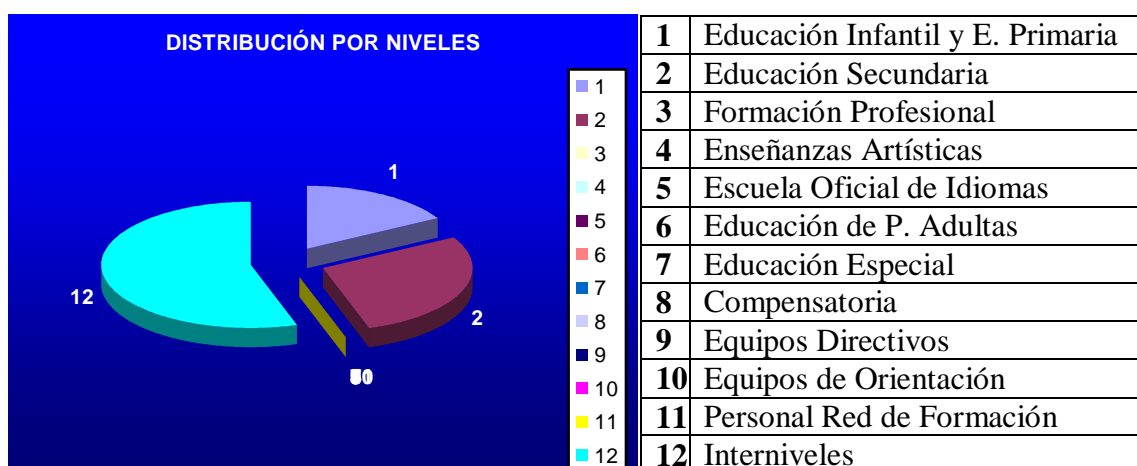 DISTRIBUCIÓN POR NIVELES
1
2
12
1
2
3
4
5
6
7
8
9
10
11
12
1 Educación Infantil y E. Primaria
2 Educación Secundaria
3 Formación Profesional
4 Enseñanzas Artísticas
5 Escuela Oficial de Idiomas
6 Educación de P. Adultas
7 Educación Especial
8 Compensatoria
9 Equipos Directivos
10 Equipos de Orientación
11 Personal Red de Formación
12 Interniveles